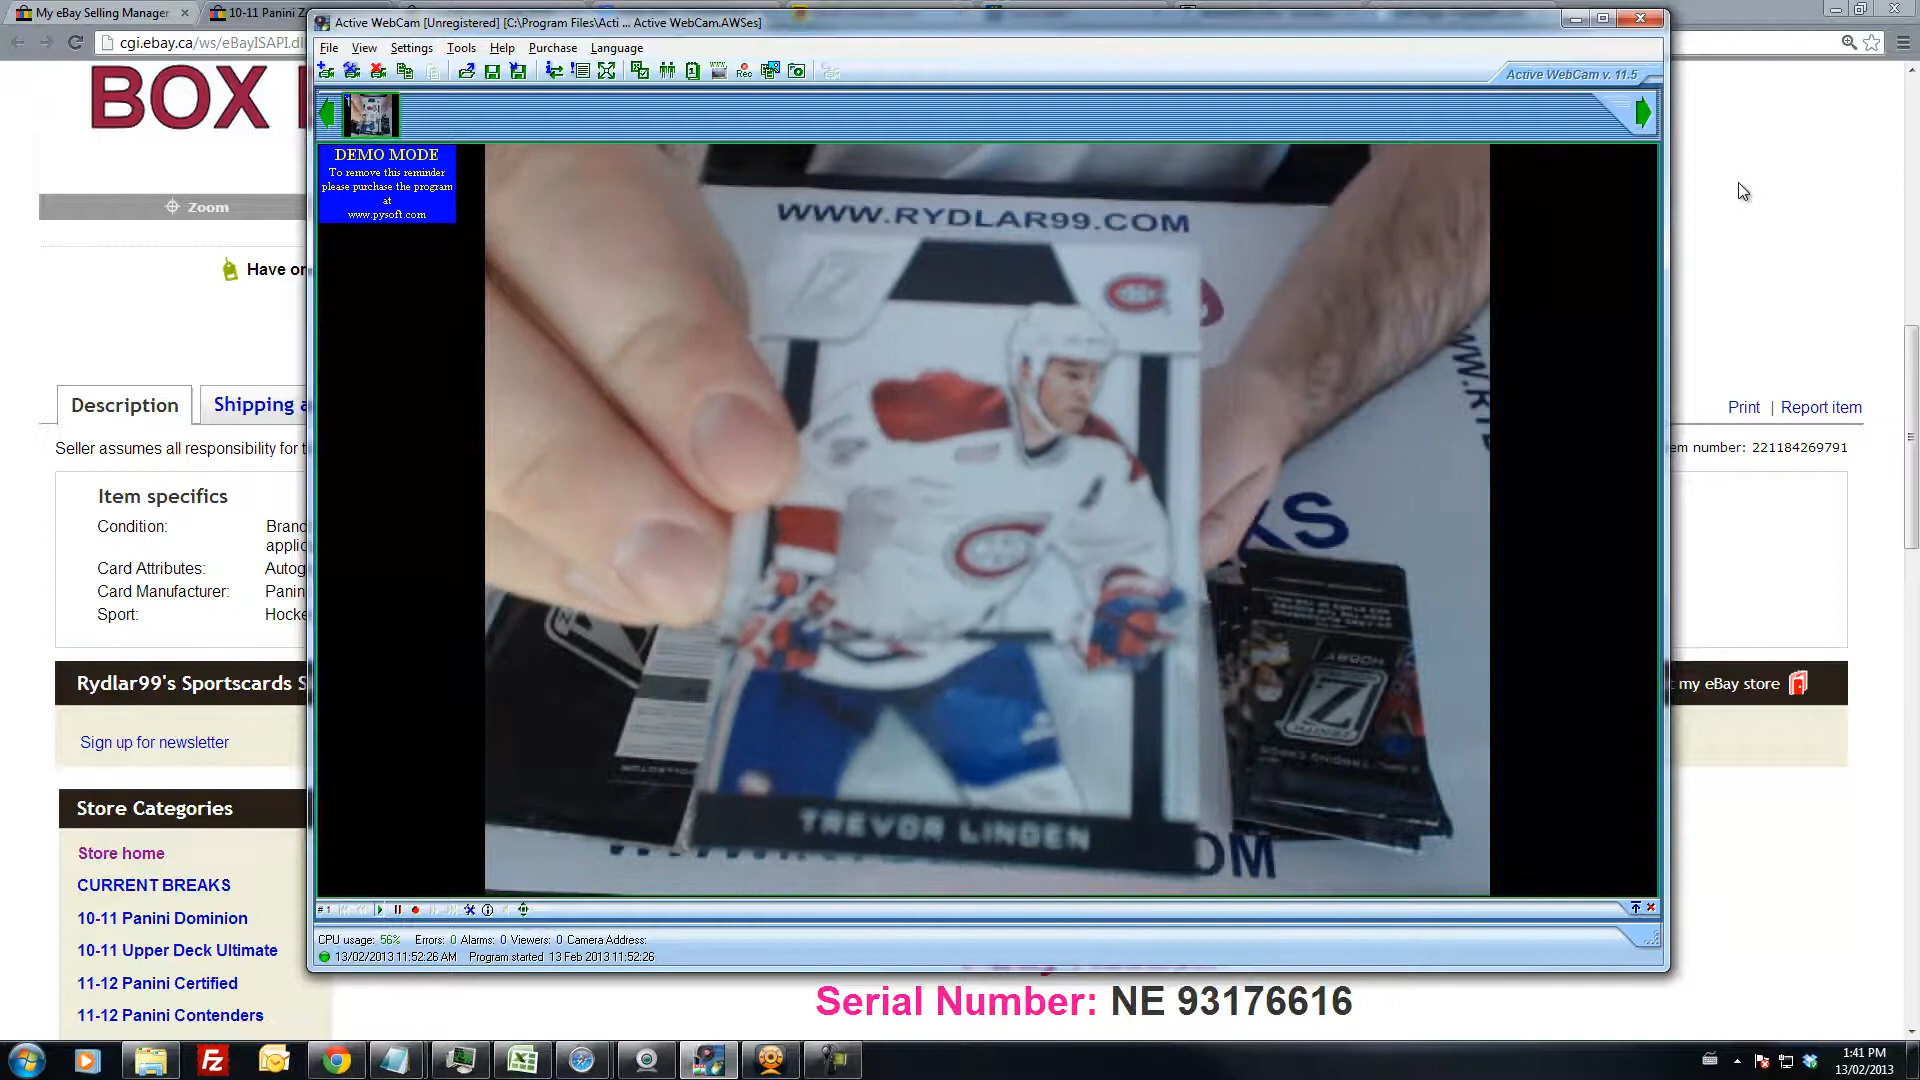 My eBay Selling Manager
10-11 Panini Z
Active WebCam [Unregistered] [C:\Program Files\Acti ... Active WebCam.AWSes]
cgi.ebay.ca/ws/eBayISAPI.dl
File View Settings Tools Help Purchase Language
Rec
Active WebCam v. 11.5
BOX
DEMO MODE
To remove this reminder
please purchase the program
at
www.pysoft.com
WWW.RYDLAR99.COM
Zoom
Have or
Description
Shipping a
Print | Report item
Seller assumes all responsibility for t
em number: 221184269791
Item specifics
Condition: Bran
applic
Card Attributes: Autog
Card Manufacturer: Panin
Sport: Hocke
HOBBY
Z
Rydlar99's Sportscards S
t my eBay store
Sign up for newsletter
TREVOR LINDEN
OM
Store Categories
Store home
CURRENT BREAKS
10-11 Panini Dominion
10-11 Upper Deck Ultimate
11-12 Panini Certified
11-12 Panini Contenders
#1
CPU usage: 56% Errors: 0 Alarms: 0 Viewers: 0 Camera Address:
13/02/2013 11:52:26 AM Program started 13 Feb 2013 11:52:26
Serial Number: NE 93176616
1:41 PM
13/02/2013